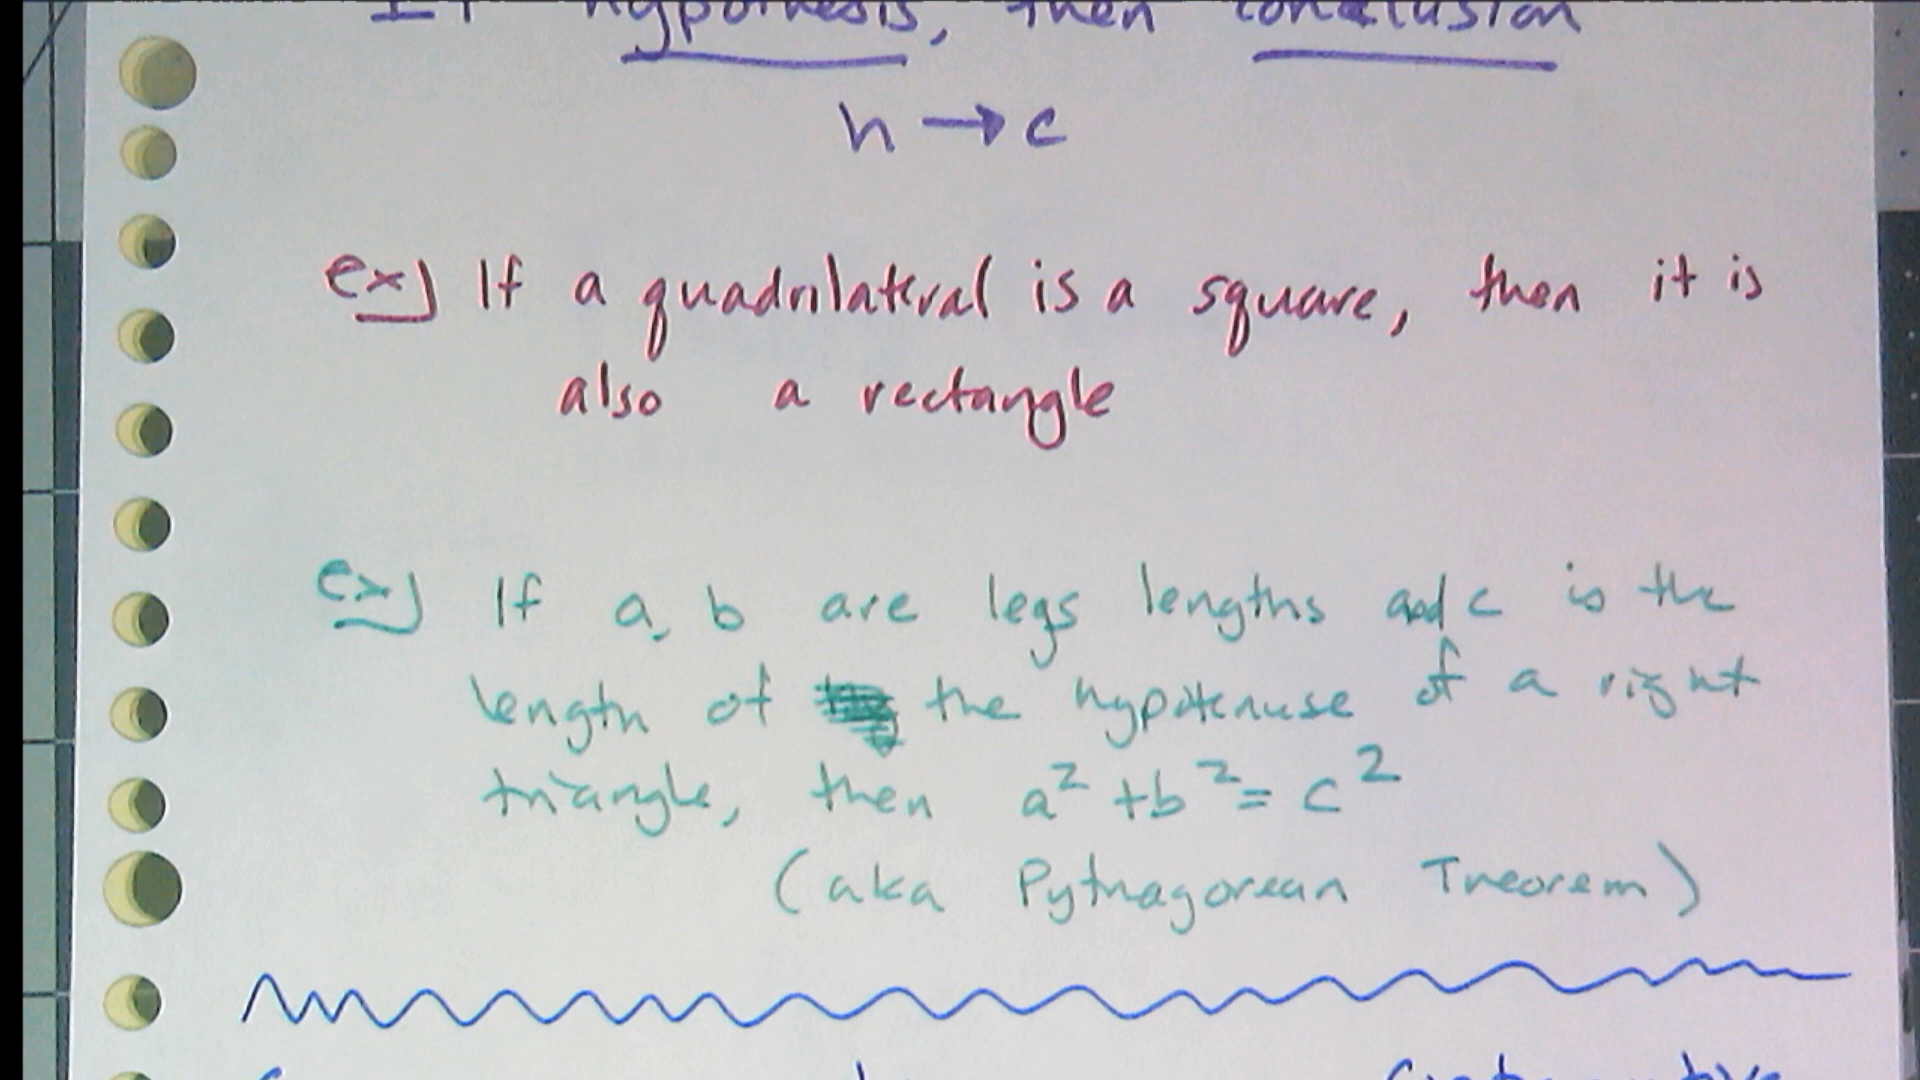 If hypothesis, then conclusion
h → c
ex) If a quadrilateral is a square, then it is
also a rectangle
ex) If a, b are legs lengths and c is the
length of the hypotenuse of a right
triangle, then a² + b² = c²
(aka Pythagorean Theorem)